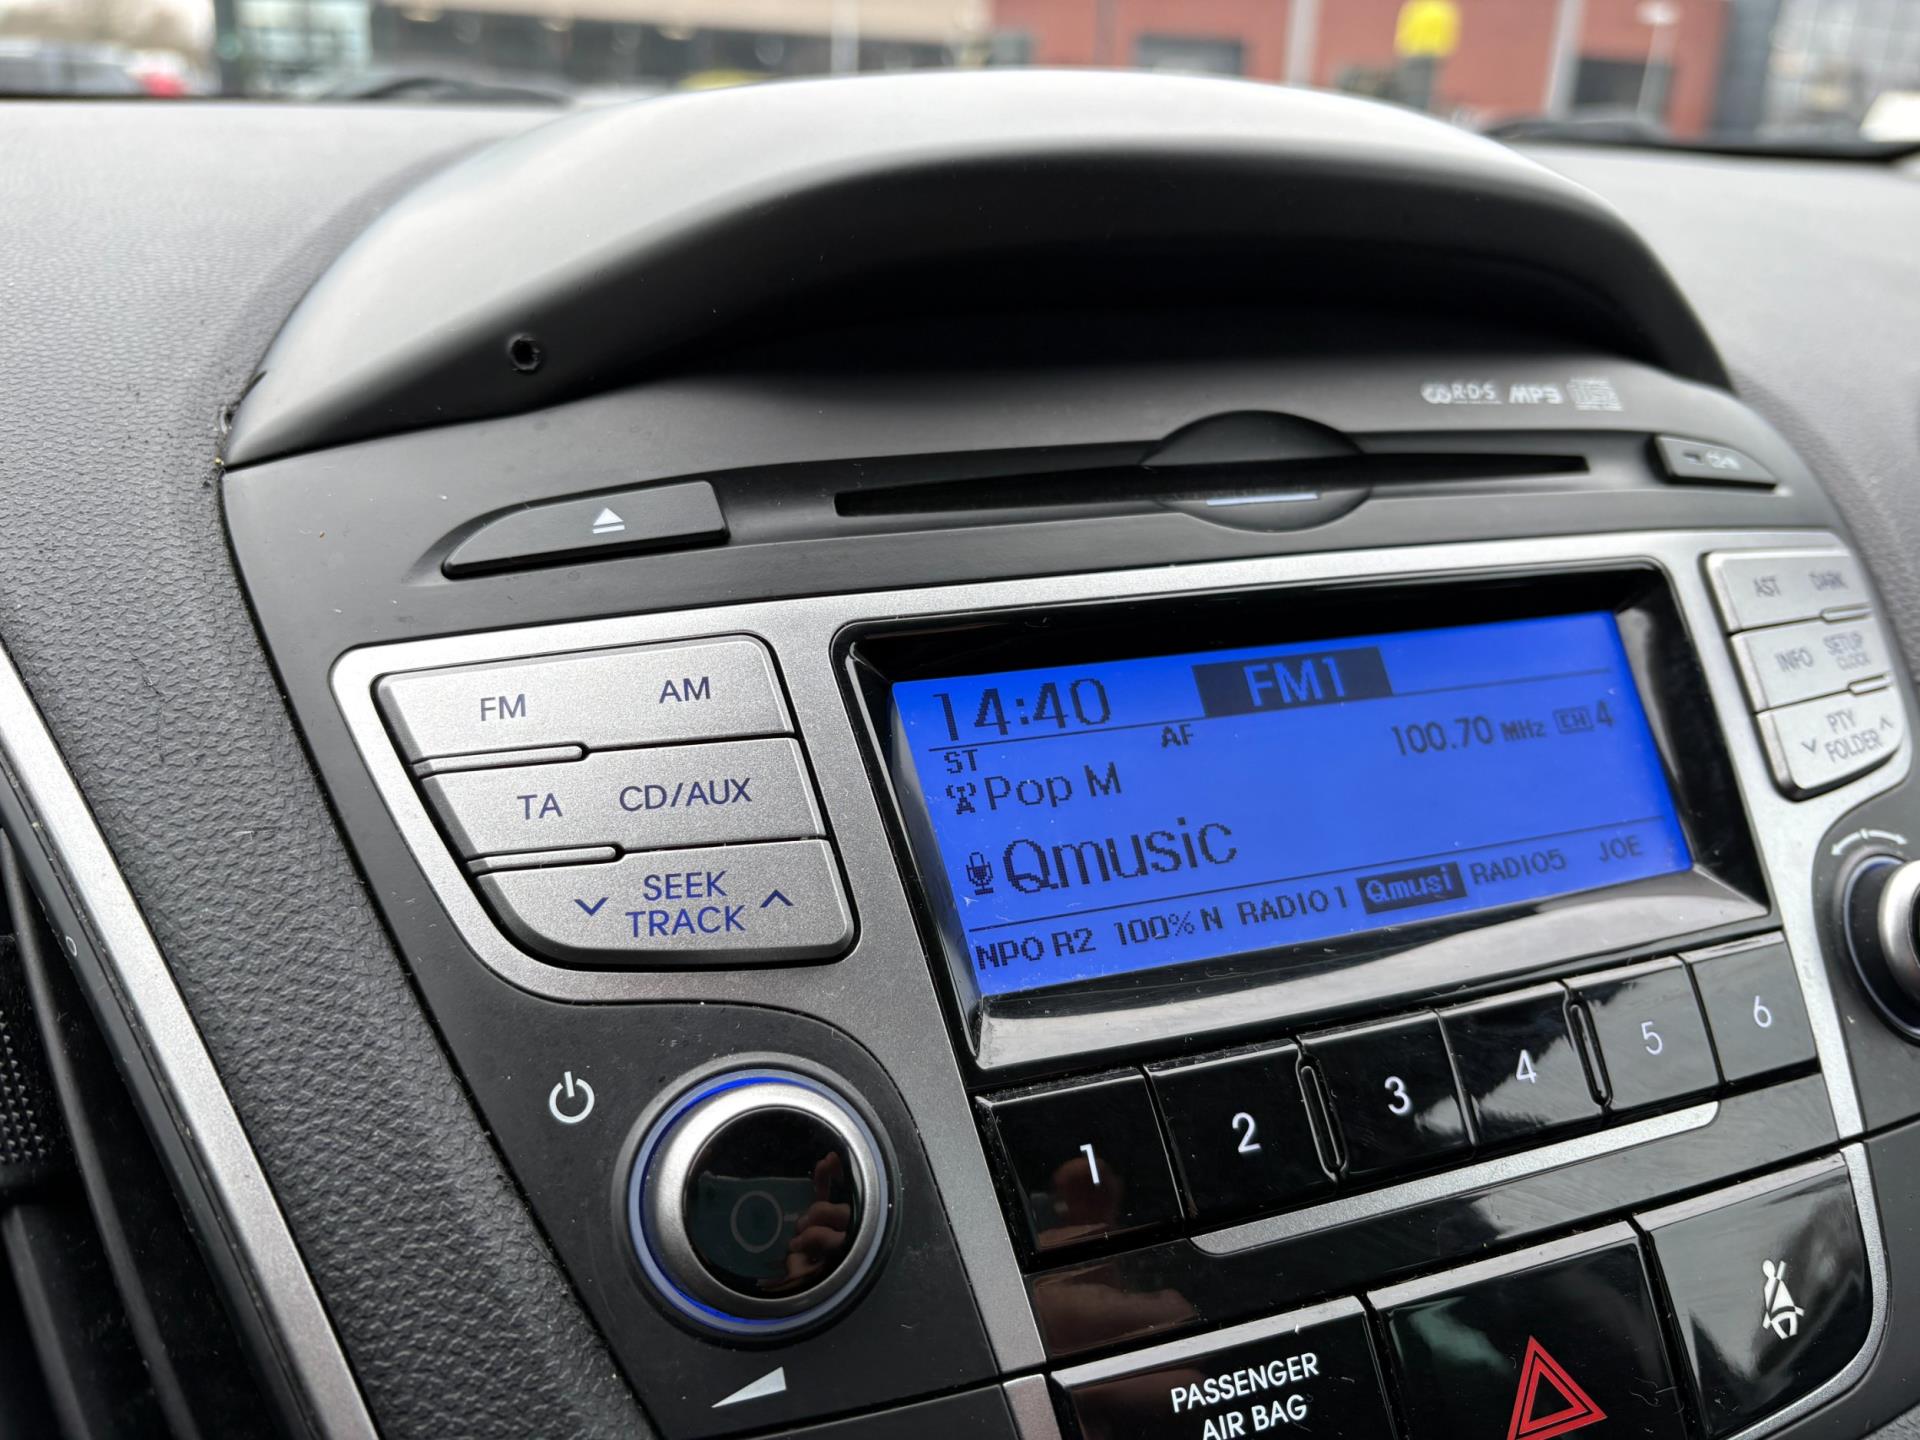 R·D·S MP3
FM AM
TA CD/AUX
SEEK
TRACK
14:40 FM1
ST AF 100.70 MHz CH 4
Pop M
Qmusic
NPO R2 100% N RADIO 1 Qmusi RADIO5 JOE
AST DARK
INFO SETUP
CLOCK
PTY
FOLDER
1 2 3 4 5 6
PASSENGER
AIR BAG